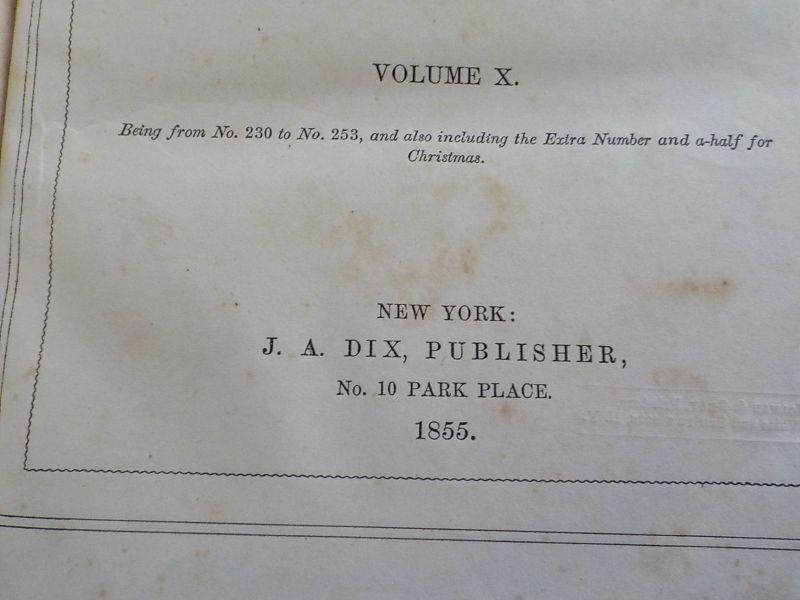 VOLUME X.
Being from No. 230 to No. 253, and also including the Extra Number and a-half for
Christmas.
NEW YORK:
J. A. DIX, PUBLISHER,
No. 10 PARK PLACE.
1855.